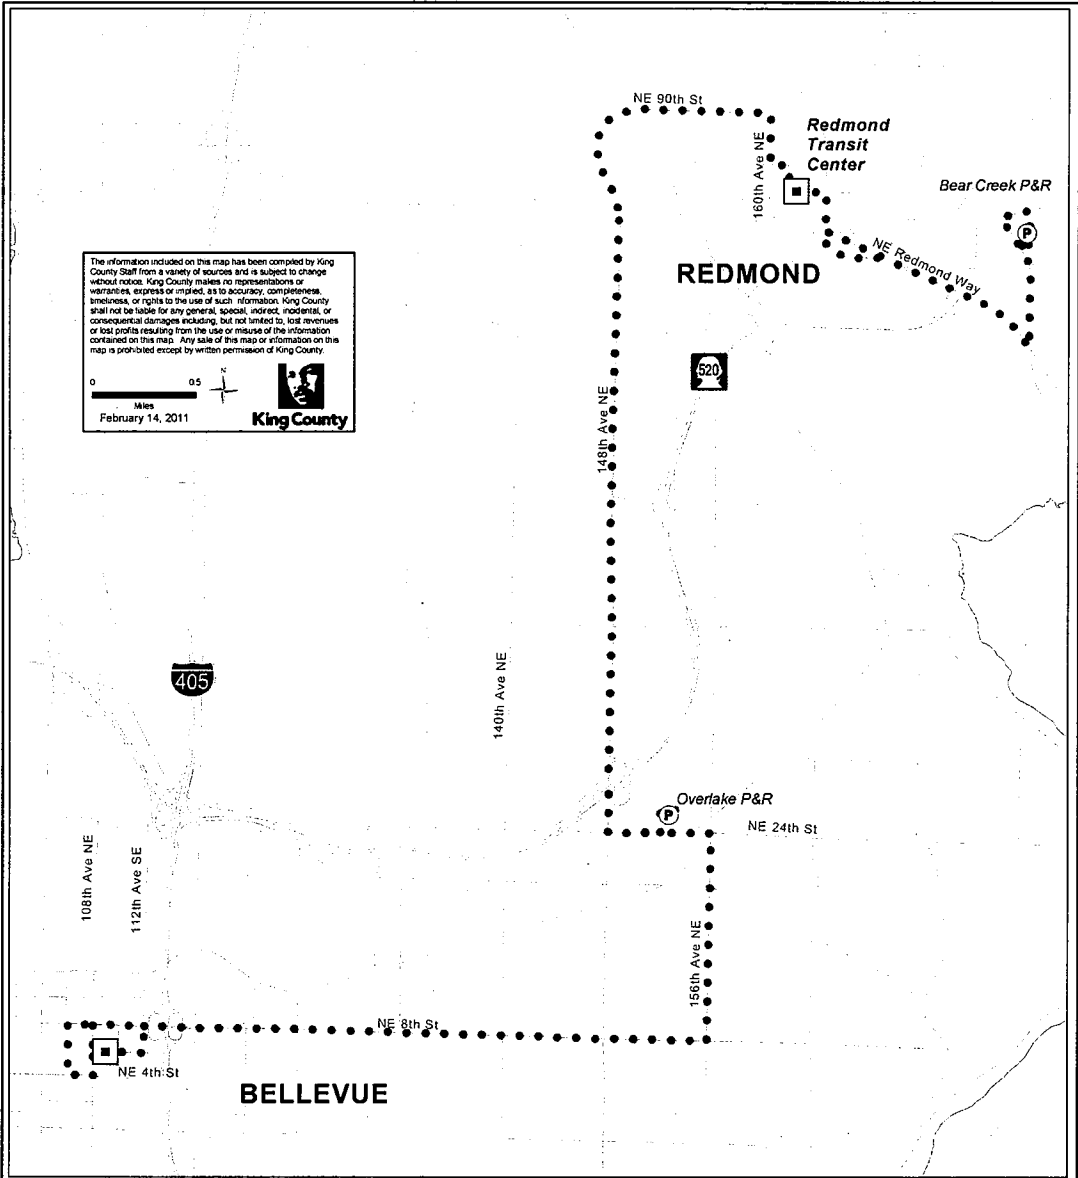 NE 90th St
Redmond
Transit
Center
160th Ave NE
Bear Creek P&R
P
NE Redmond Way
REDMOND
The information included on this map has been compiled by King
County Staff from a variety of sources and is subject to change
without notice. King County makes no representations or
warranties, express or implied, as to accuracy, completeness,
timeliness, or rights to the use of such information. King County
shall not be liable for any general, special, indirect, incidental, or
consequential damages including, but not limited to, lost revenues
or lost profits resulting from the use or misuse of the information
contained on this map. Any sale of this map or information on this
map is prohibited except by written permission of King County.
0 0.5
Miles
N
February 14, 2011
King County
520
148th Ave NE
405
140th Ave NE
Overlake P&R
P
NE 24th St
108th Ave NE
112th Ave SE
156th Ave NE
NE 8th St
NE 4th St
BELLEVUE